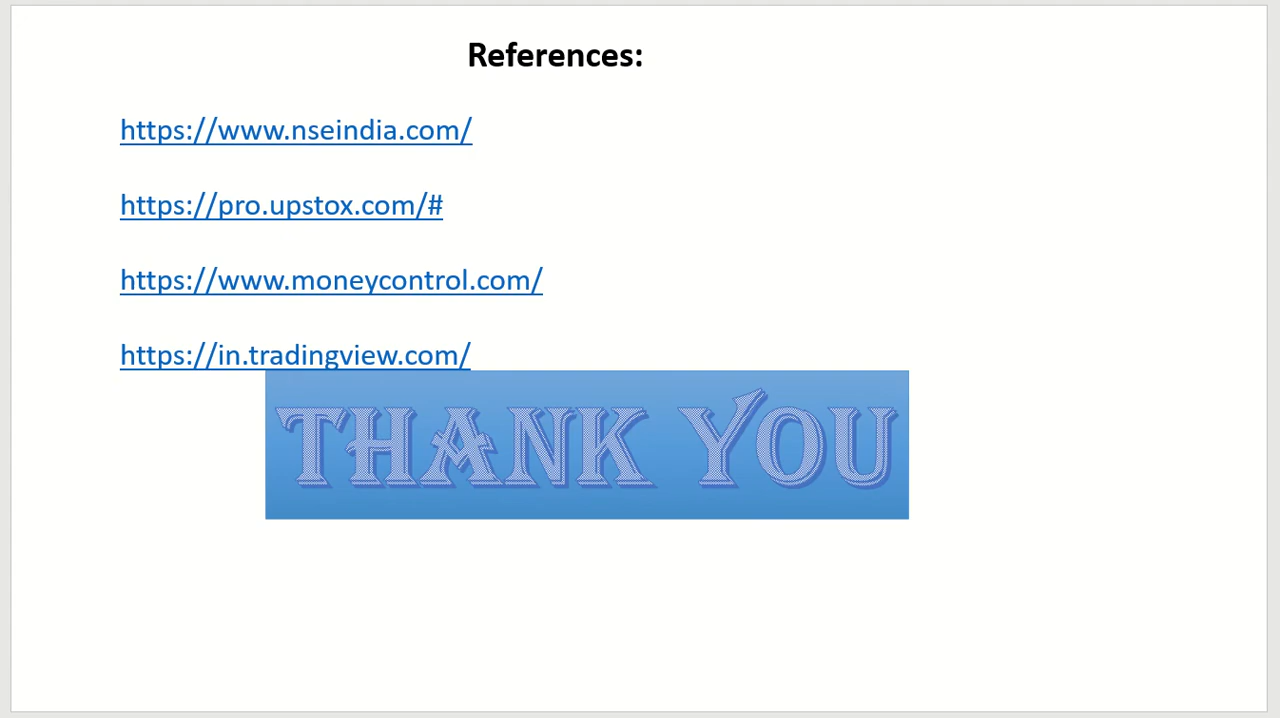 References:
https://www.nseindia.com/
https://pro.upstox.com/#
https://www.moneycontrol.com/
https://in.tradingview.com/
THANK YOU